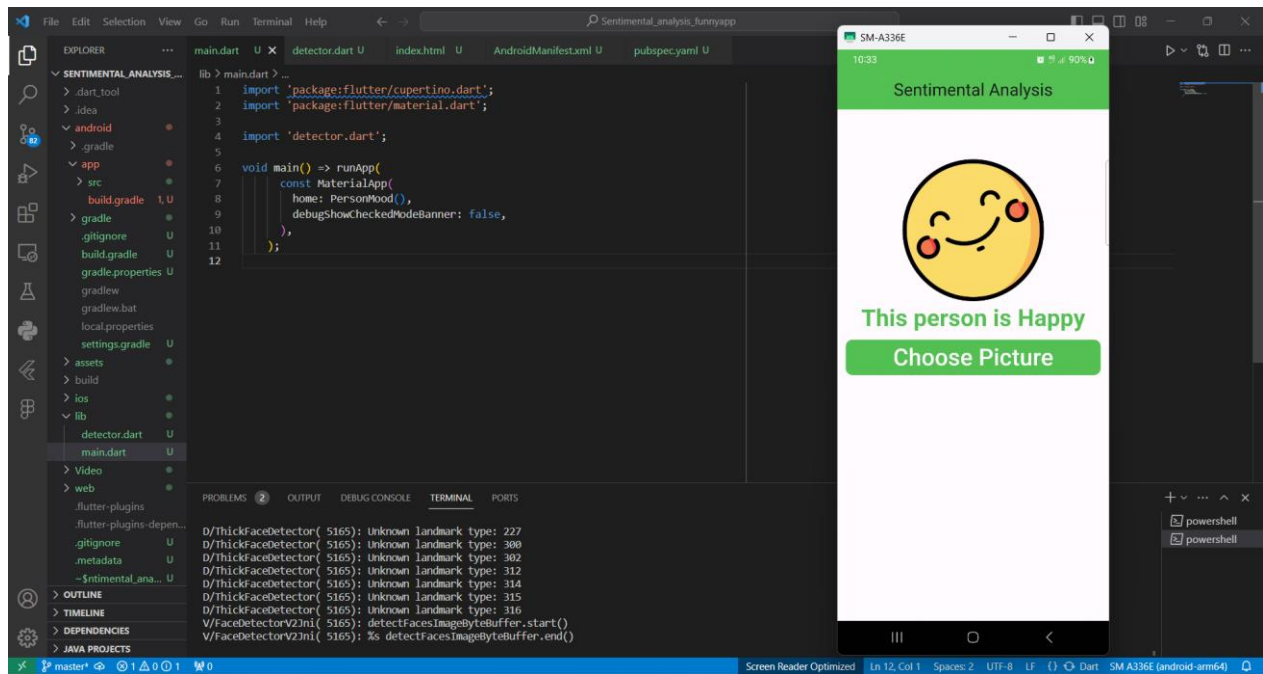 File Edit Selection View Go Run Terminal Help
Sentimental_analysis_funnyapp
EXPLORER
SENTIMENTAL_ANALYSIS_...
.dart_tool
.idea
android
.gradle
app
src
build.gradle 1, U
gradle
.gitignore U
build.gradle U
gradle.properties U
gradlew
gradlew.bat
local.properties
settings.gradle U
assets
build
ios
lib
detector.dart U
main.dart U
Video
web
.flutter-plugins
.flutter-plugins-depen...
.gitignore U
.metadata U
~$ntimental_ana... U
OUTLINE
TIMELINE
DEPENDENCIES
JAVA PROJECTS
82
main.dart U detector.dart U index.html U AndroidManifest.xml U pubspec.yaml U
lib > main.dart > ...
1 import 'package:flutter/cupertino.dart';
2 import 'package:flutter/material.dart';
3
4 import 'detector.dart';
5
6 void main() => runApp(
7 const MaterialApp(
8 home: PersonMood(),
9 debugShowCheckedModeBanner: false,
10 ),
11 );
12
PROBLEMS 2 OUTPUT DEBUG CONSOLE TERMINAL PORTS
D/ThickFaceDetector( 5165): Unknown landmark type: 227
D/ThickFaceDetector( 5165): Unknown landmark type: 300
D/ThickFaceDetector( 5165): Unknown landmark type: 302
D/ThickFaceDetector( 5165): Unknown landmark type: 312
D/ThickFaceDetector( 5165): Unknown landmark type: 314
D/ThickFaceDetector( 5165): Unknown landmark type: 315
D/ThickFaceDetector( 5165): Unknown landmark type: 316
V/FaceDetectorV2Jni( 5165): detectFacesImageByteBuffer.start()
V/FaceDetectorV2Jni( 5165): %s detectFacesImageByteBuffer.end()
powershell
powershell
SM-A336E
10:33 90%
Sentimental Analysis
This person is Happy
Choose Picture
master* 1 0 1 0
Screen Reader Optimized Ln 12, Col 1 Spaces: 2 UTF-8 LF {} Dart SM A336E (android-arm64)